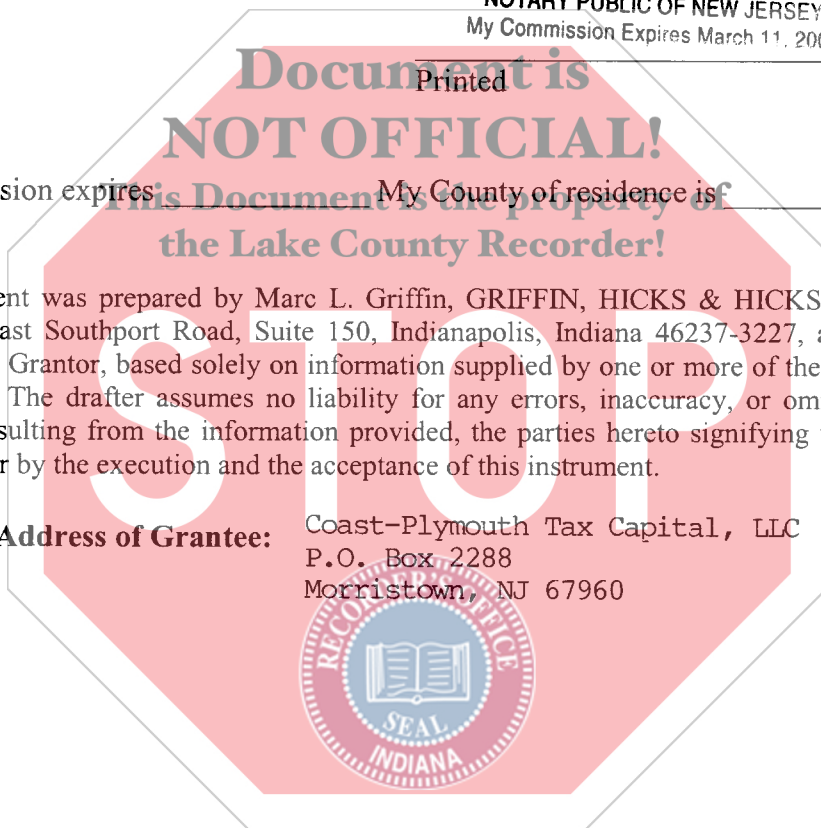 NOTARY PUBLIC OF NEW JERSEY
My Commission Expires March 11, 200
Document is
Printed
NOT OFFICIAL!
sion expires My County of residence is
This Document is the property of
the Lake County Recorder!
ent was prepared by Marc L. Griffin, GRIFFIN, HICKS & HICKS
ast Southport Road, Suite 150, Indianapolis, Indiana 46237-3227, a
Grantor, based solely on information supplied by one or more of the
The drafter assumes no liability for any errors, inaccuracy, or om
sulting from the information provided, the parties hereto signifying
r by the execution and the acceptance of this instrument.
STOP
Address of Grantee: Coast-Plymouth Tax Capital, LLC
P.O. Box 2288
Morristown, NJ 67960
RECORDER'S OFFICE
SEAL
INDIANA